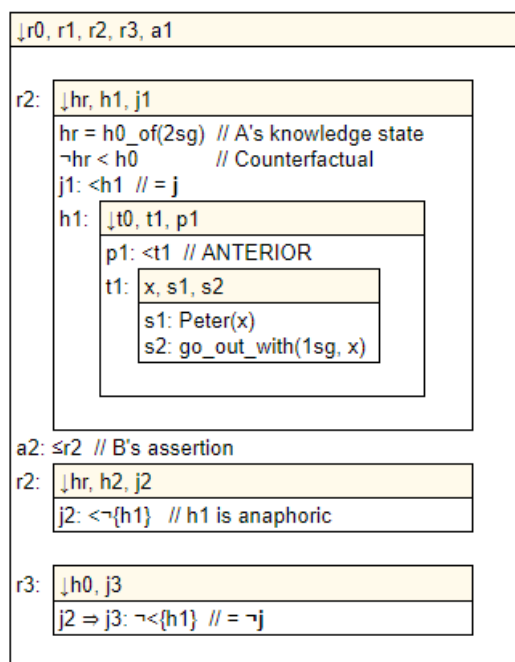 ↓r0, r1, r2, r3, a1
r2: ↓hr, h1, j1
hr = h0_of(2sg) // A's knowledge state
¬hr < h0 // Counterfactual
j1: <h1 // = j
h1: ↓t0, t1, p1
p1: <t1 // ANTERIOR
t1: x, s1, s2
s1: Peter(x)
s2: go_out_with(1sg, x)
a2: ≤r2 // B's assertion
r2: ↓hr, h2, j2
j2: <¬{h1} // h1 is anaphoric
r3: ↓h0, j3
j2 ⇒ j3: ¬<{h1} // = ¬j